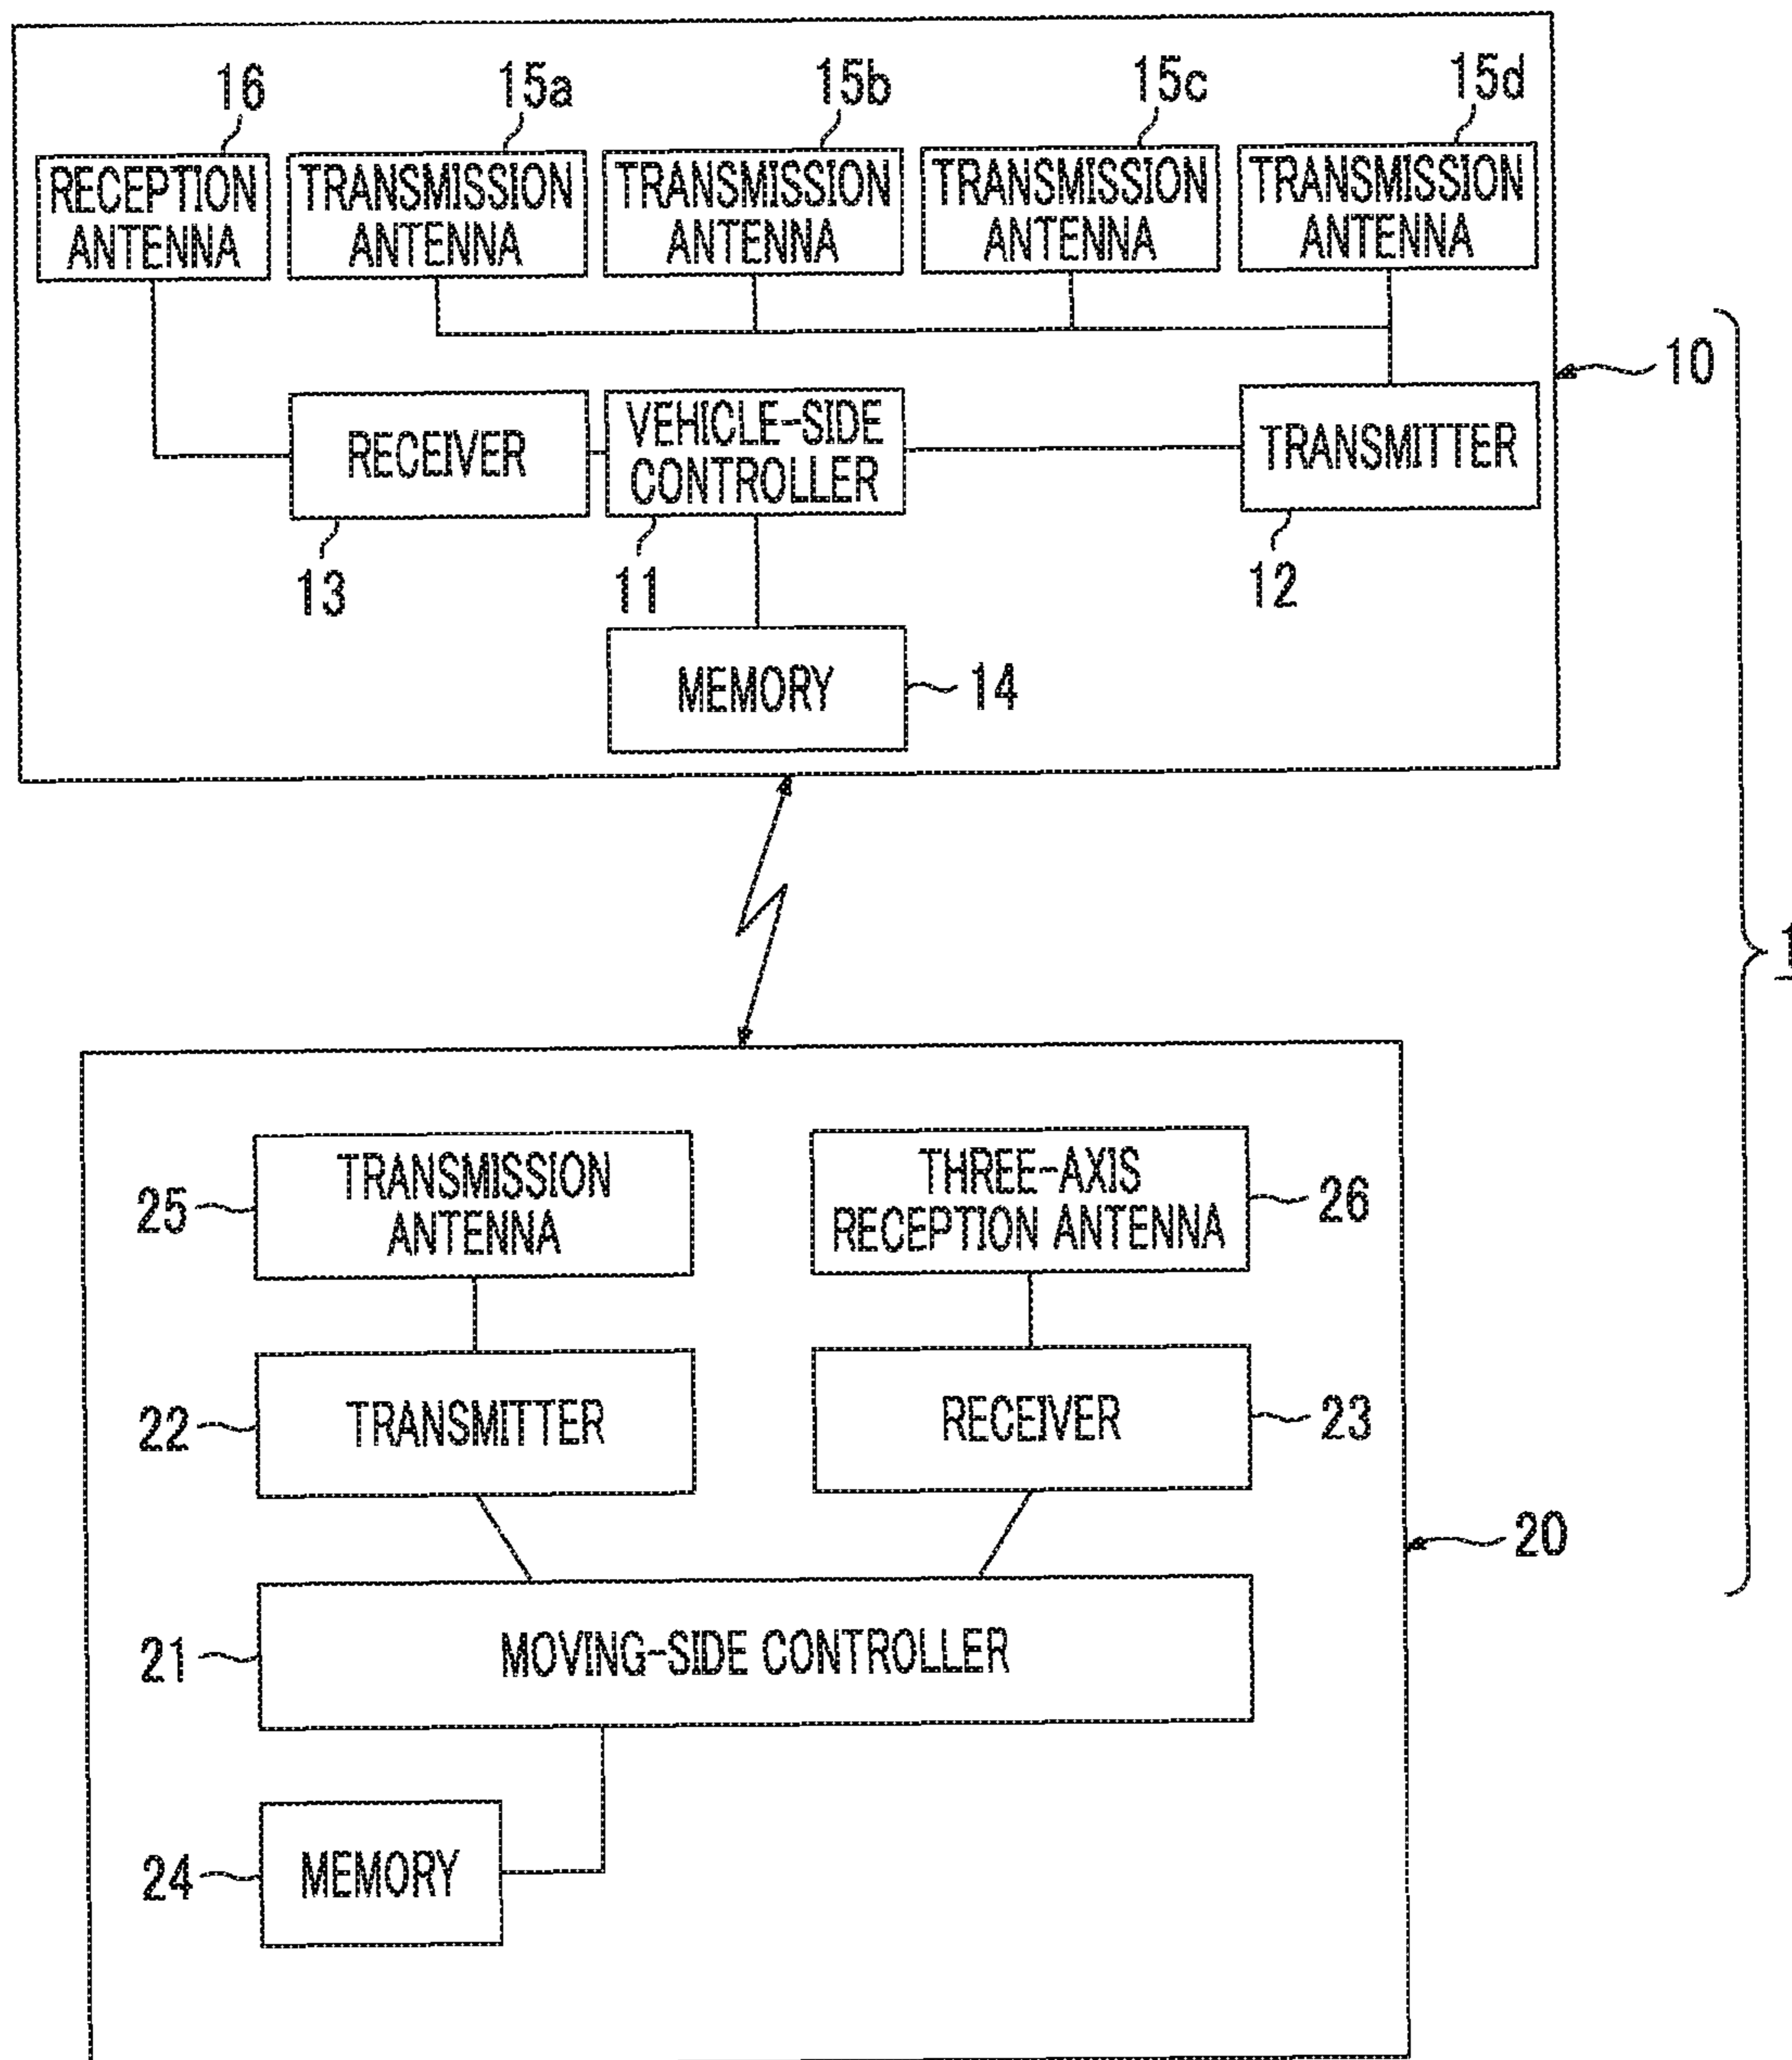 16
15a
15b
15c
15d
RECEPTION
ANTENNA
TRANSMISSION
ANTENNA
TRANSMISSION
ANTENNA
TRANSMISSION
ANTENNA
TRANSMISSION
ANTENNA
10
RECEIVER
VEHICLE-SIDE
CONTROLLER
TRANSMITTER
13
11
12
MEMORY
14
1
25
TRANSMISSION
ANTENNA
THREE-AXIS
RECEPTION ANTENNA
26
22
TRANSMITTER
RECEIVER
23
20
21
MOVING-SIDE CONTROLLER
24
MEMORY